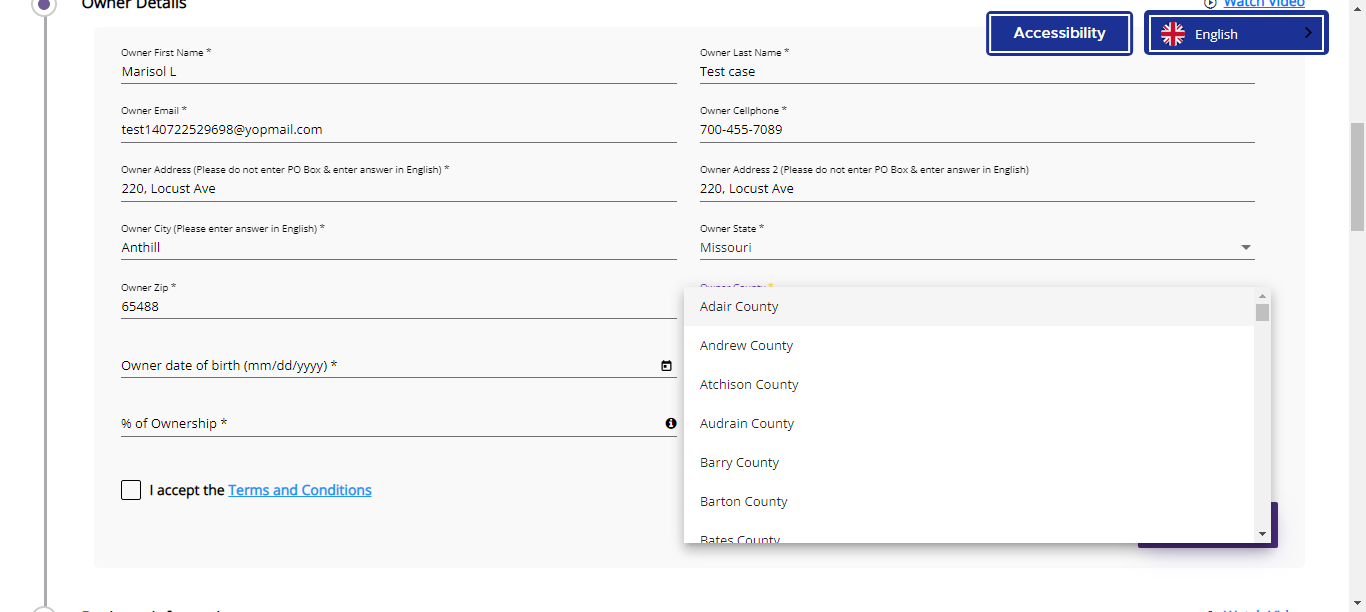 Owner Details
Watch Video
Accessibility
English
Owner First Name *
Marisol L
Owner Last Name *
Test case
Owner Email *
test140722529698@yopmail.com
Owner Cellphone *
700-455-7089
Owner Address (Please do not enter PO Box & enter answer in English) *
220, Locust Ave
Owner Address 2 (Please do not enter PO Box & enter answer in English)
220, Locust Ave
Owner City (Please enter answer in English) *
Anthill
Owner State *
Missouri
Owner Zip *
65488
Owner County *
Adair County
Andrew County
Atchison County
Audrain County
Barry County
Barton County
Bates County
Owner date of birth (mm/dd/yyyy) *
% of Ownership *
I accept the Terms and Conditions